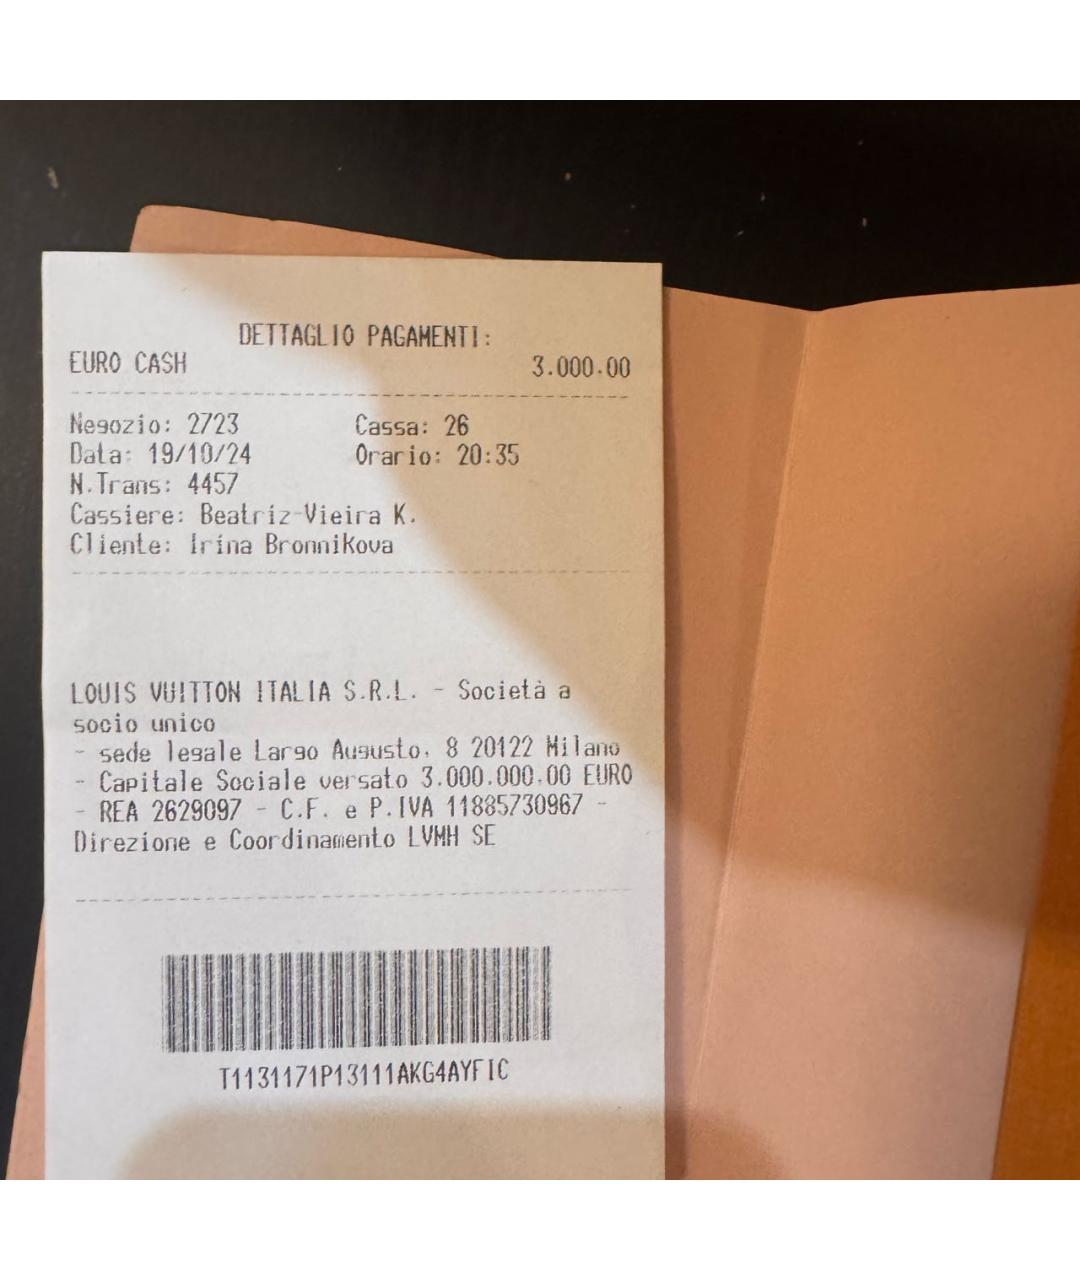 DETTAGLIO PAGAMENTI:
EURO CASH 3.000.00
Negozio: 2723 Cassa: 26
Data: 19/10/24 Orario: 20:35
N.Trans: 4457
Cassiere: Beatriz-Vieira K.
Cliente: Irina Bronnikova
LOUIS VUITTON ITALIA S.R.L. - Società a
socio unico
- sede legale Largo Augusto, 8 20122 Milano
- Capitale Sociale versato 3.000.000,00 EURO
- REA 2629097 - C.F. e P.IVA 11885730967 -
Direzione e Coordinamento LVMH SE
T1131171P13111AKG4AYFIC